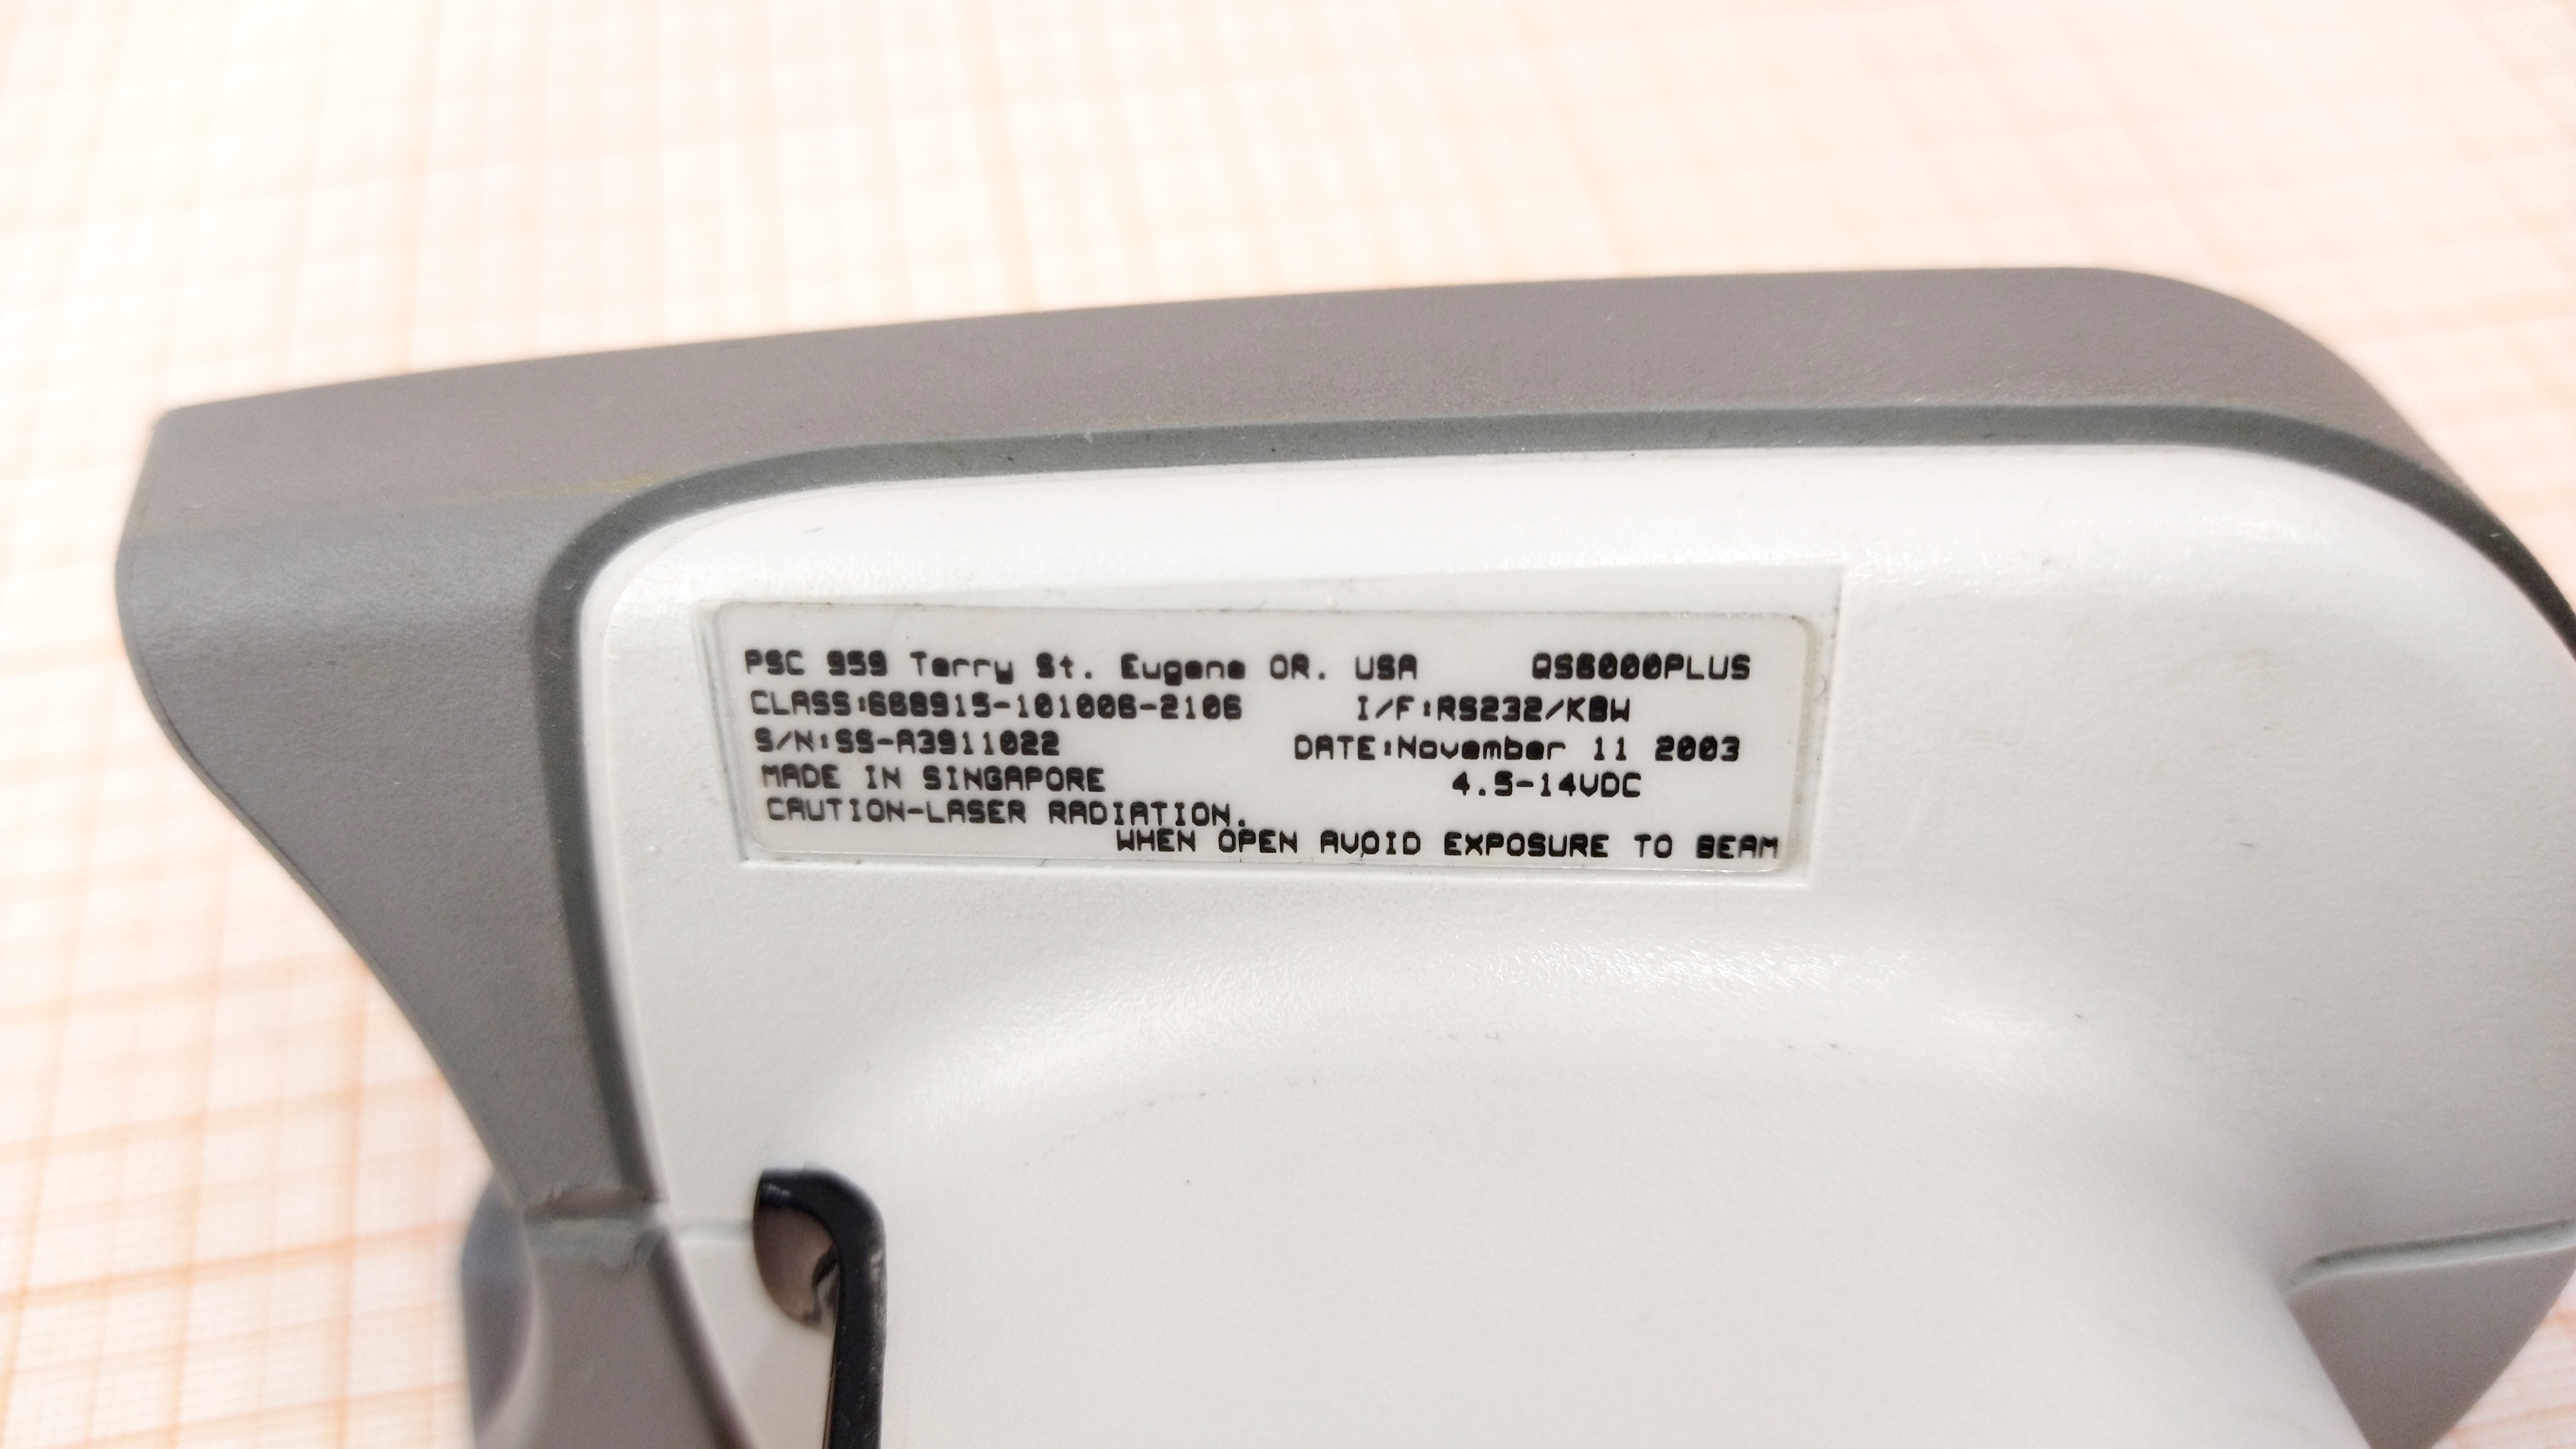 PSC 959 Terry St. Eugene OR. USA QS6000PLUS
CLASS:668915-101006-2106 I/F:RS232/KBW
S/N:SS-A3911022 DATE:November 11 2003
MADE IN SINGAPORE 4.5-14VDC
CAUTION-LASER RADIATION.
WHEN OPEN AVOID EXPOSURE TO BEAM